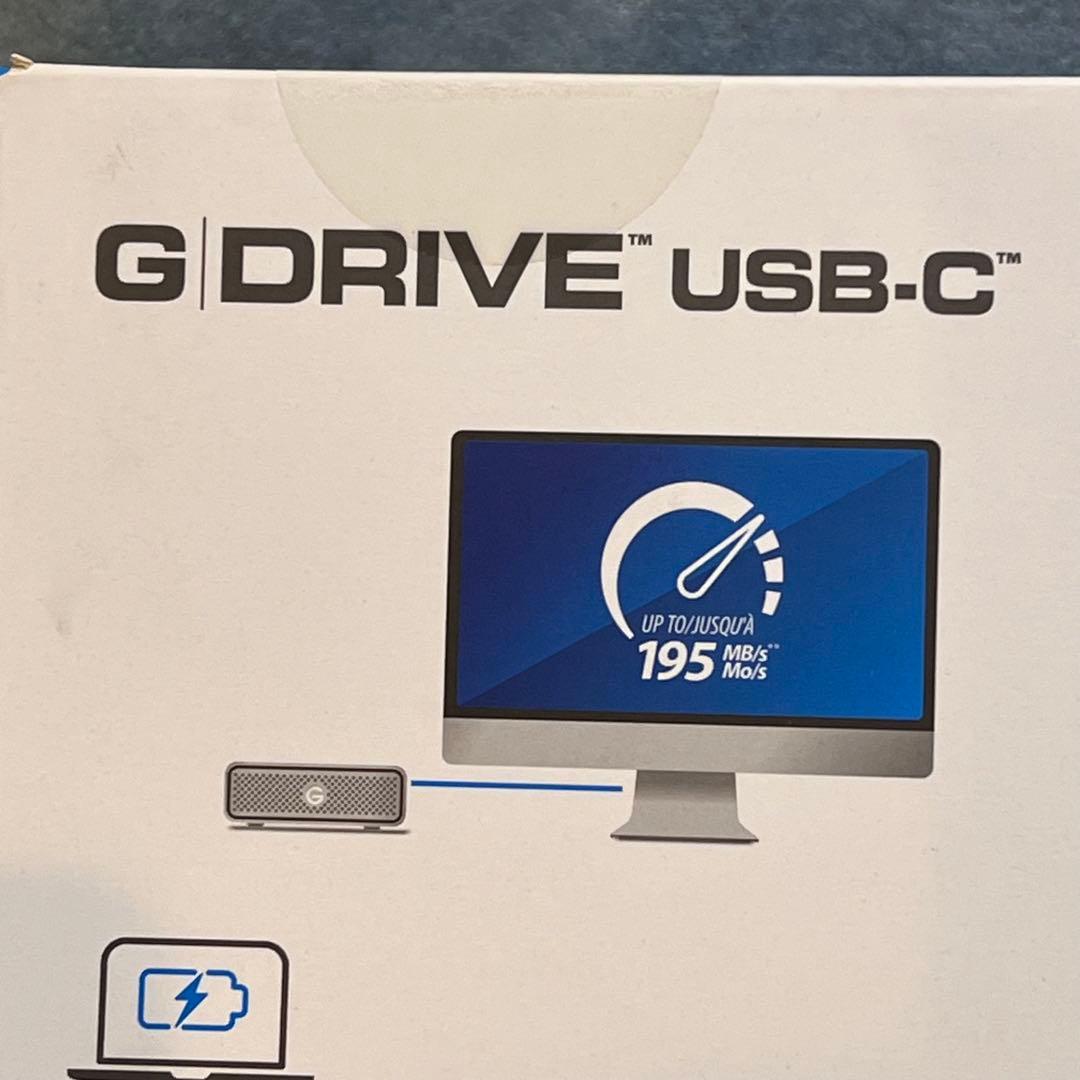 G|DRIVE™ USB-C™
UP TO/JUSQU'À
195 MB/s**
Mo/s
G